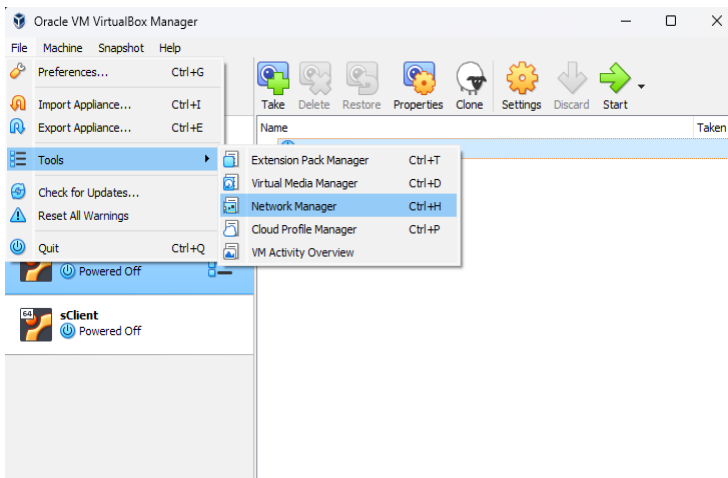 Oracle VM VirtualBox Manager
File Machine Snapshot Help
Preferences... Ctrl+G
Import Appliance... Ctrl+I
Export Appliance... Ctrl+E
Tools
Check for Updates...
Reset All Warnings
Quit Ctrl+Q
Extension Pack Manager Ctrl+T
Virtual Media Manager Ctrl+D
Network Manager Ctrl+H
Cloud Profile Manager Ctrl+P
VM Activity Overview
Take Delete Restore Properties Clone Settings Discard Start
Name Taken
Powered Off
64 sClient
Powered Off